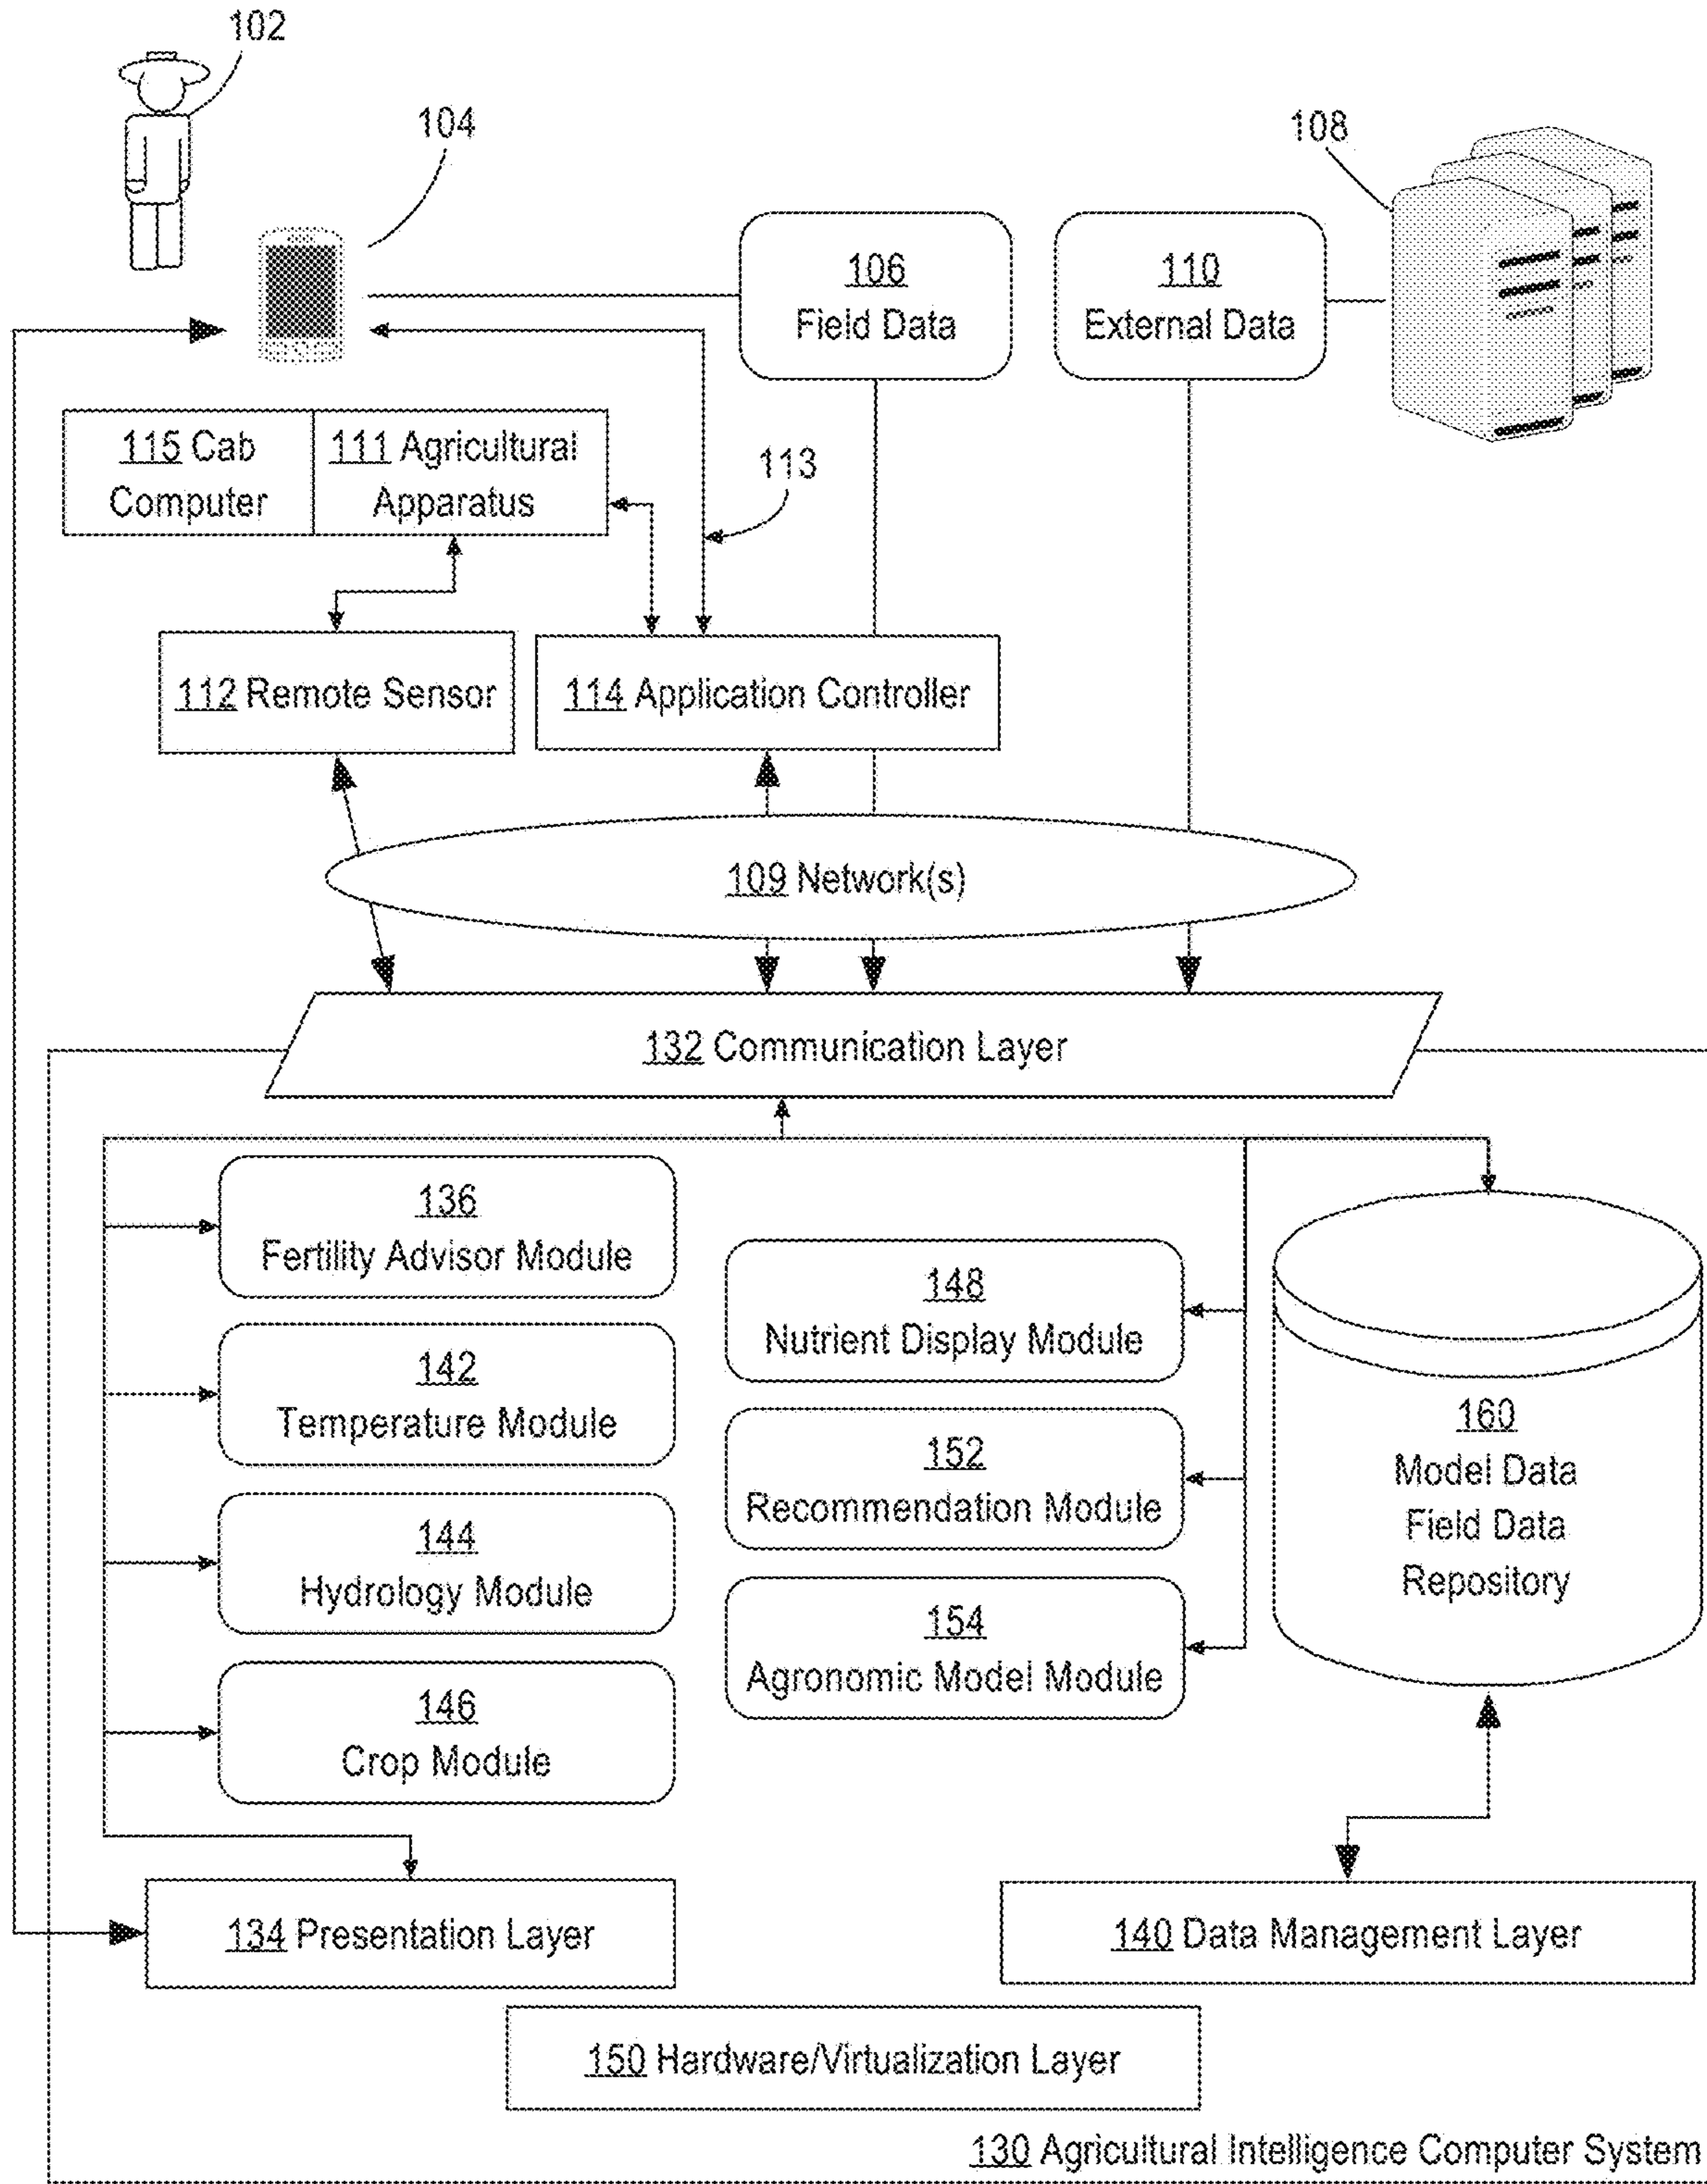 102
104
108
106
Field Data
110
External Data
115 Cab
Computer
111 Agricultural
Apparatus
113
112 Remote Sensor
114 Application Controller
109 Network(s)
132 Communication Layer
136
Fertility Advisor Module
142
Temperature Module
144
Hydrology Module
146
Crop Module
148
Nutrient Display Module
152
Recommendation Module
154
Agronomic Model Module
160
Model Data
Field Data
Repository
134 Presentation Layer
140 Data Management Layer
150 Hardware/Virtualization Layer
130 Agricultural Intelligence Computer System